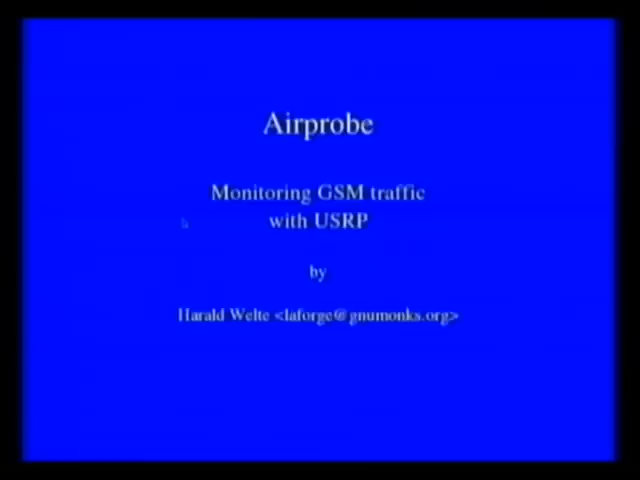 Airprobe
Monitoring GSM traffic
with USRP
by
Harald Welte <laforge@gnumonks.org>